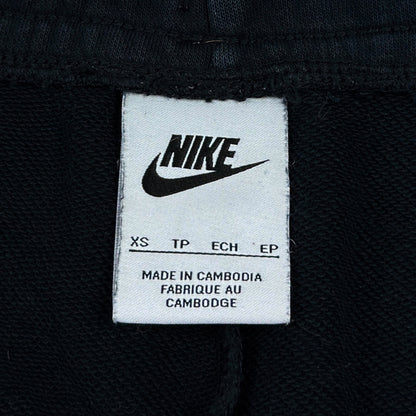 NIKE
XS TP ECH EP
MADE IN CAMBODIA
FABRIQUE AU
CAMBODGE